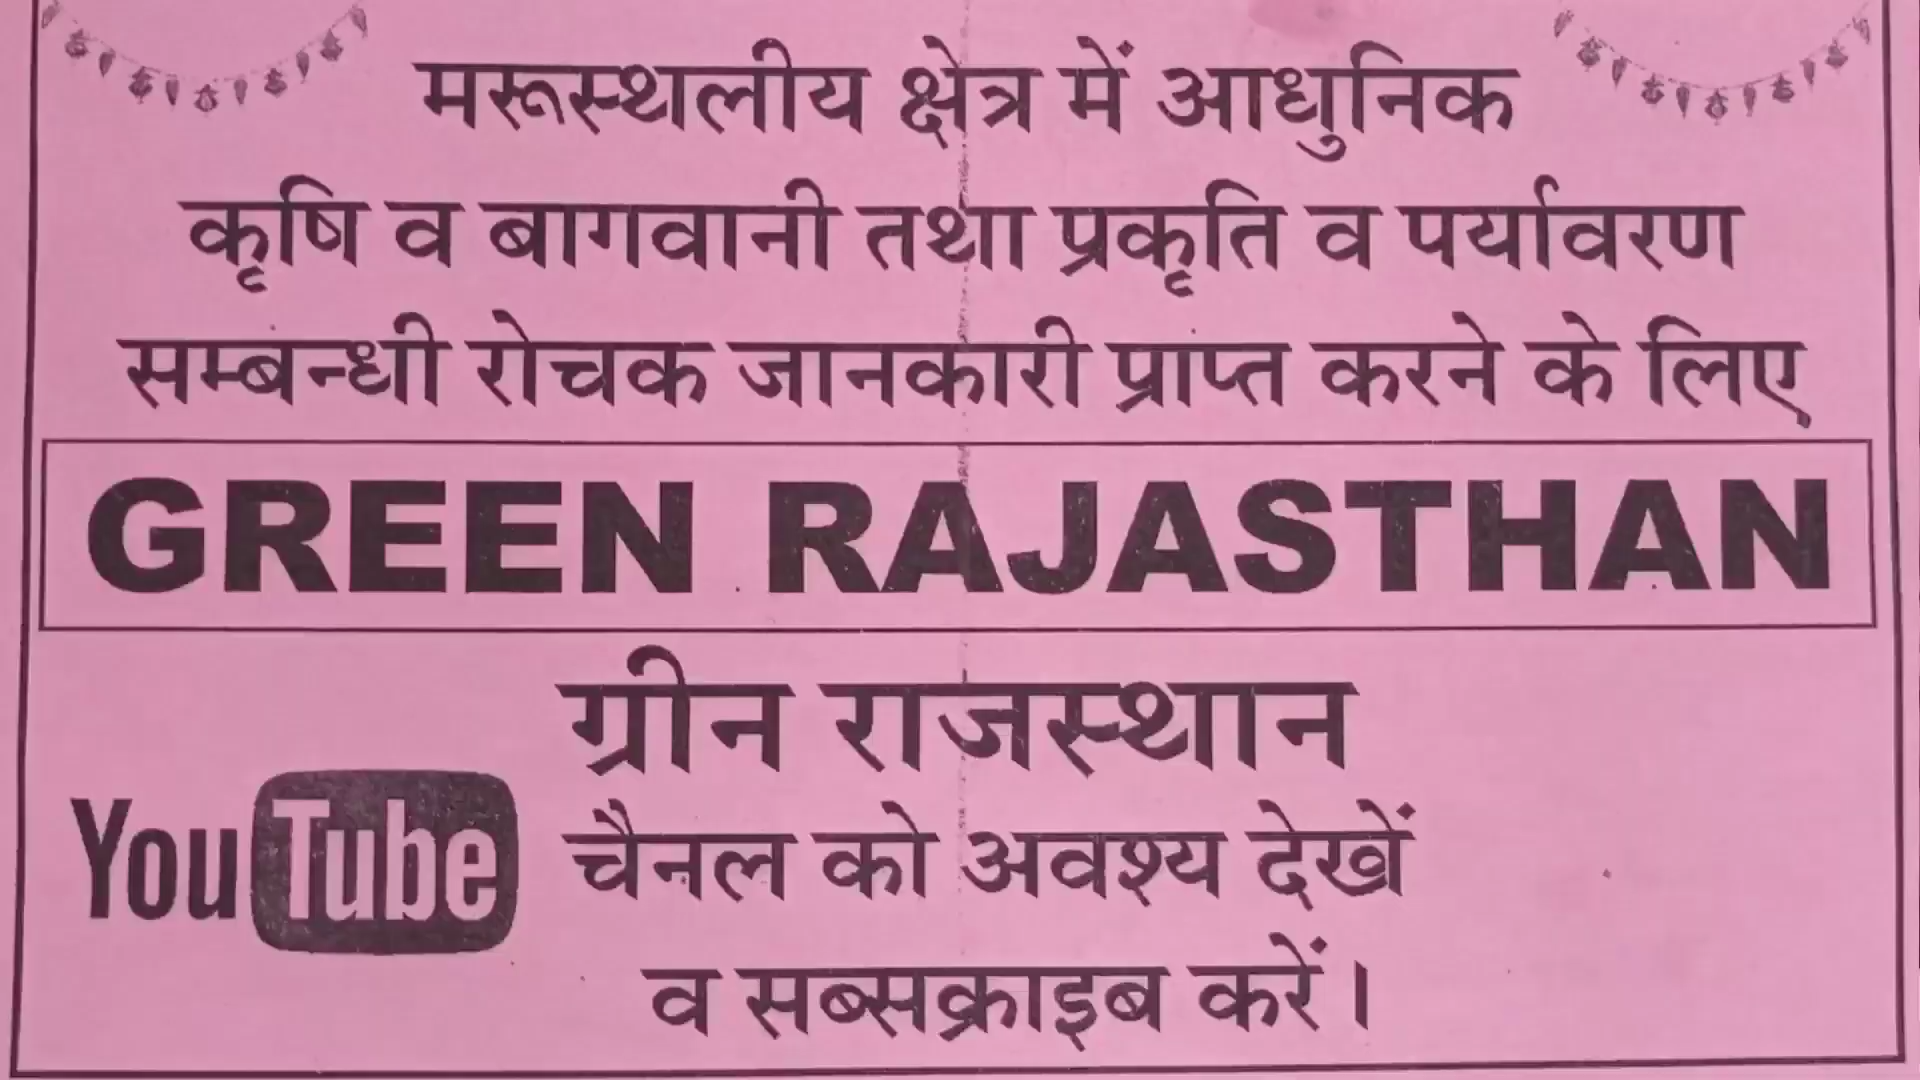 मरूस्थलीय क्षेत्र में आधुनिक
कृषि व बागवानी तथा प्रकृति व पर्यावरण
सम्बन्धी रोचक जानकारी प्राप्त करने के लिए
GREEN RAJASTHAN
ग्रीन राजस्थान
YouTube चैनल को अवश्य देखें
व सब्सक्राइब करें।